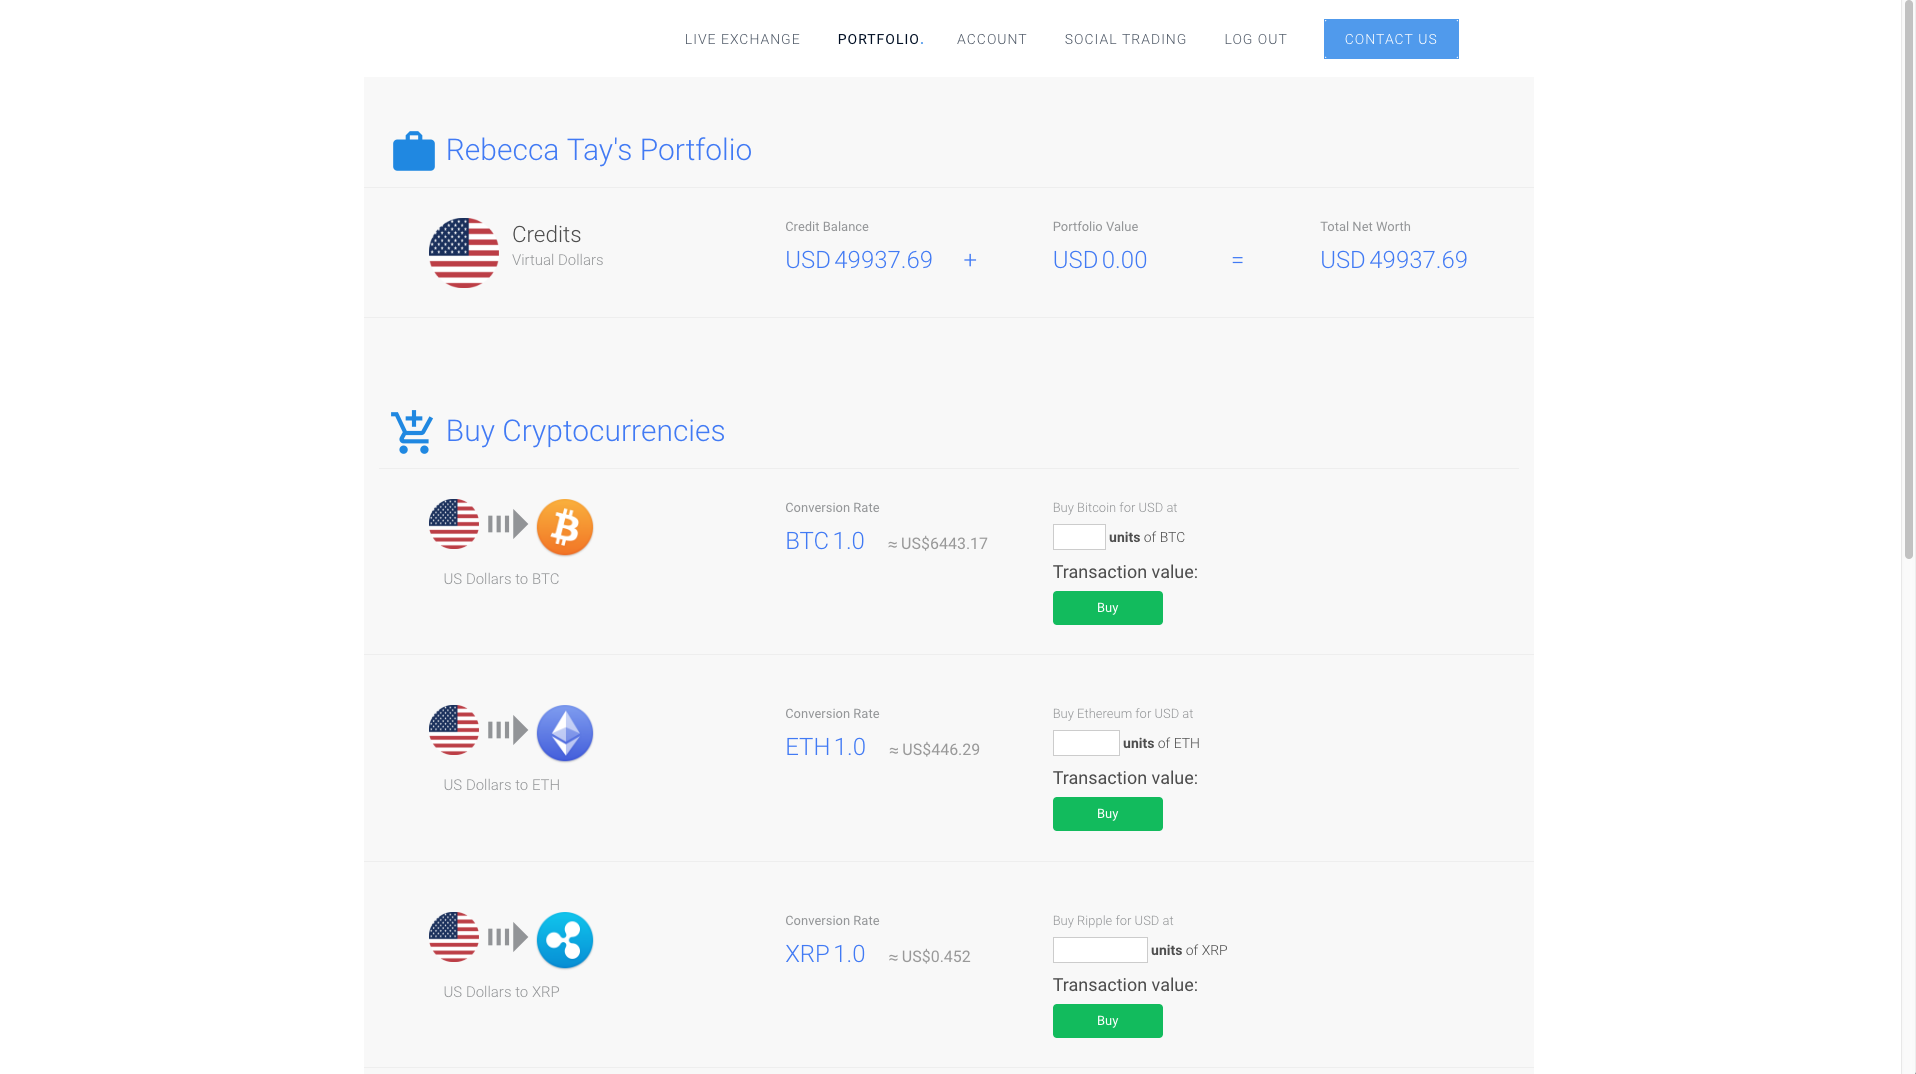 LIVE EXCHANGE PORTFOLIO. ACCOUNT SOCIAL TRADING LOG OUT CONTACT US
Rebecca Tay's Portfolio
Credits
Virtual Dollars
Credit Balance
USD 49937.69 +
Portfolio Value
USD 0.00 =
Total Net Worth
USD 49937.69
Buy Cryptocurrencies
US Dollars to BTC
Conversion Rate
BTC 1.0 ≈ US$6443.17
Buy Bitcoin for USD at
units of BTC
Transaction value:
Buy
US Dollars to ETH
Conversion Rate
ETH 1.0 ≈ US$446.29
Buy Ethereum for USD at
units of ETH
Transaction value:
Buy
US Dollars to XRP
Conversion Rate
XRP 1.0 ≈ US$0.452
Buy Ripple for USD at
units of XRP
Transaction value:
Buy